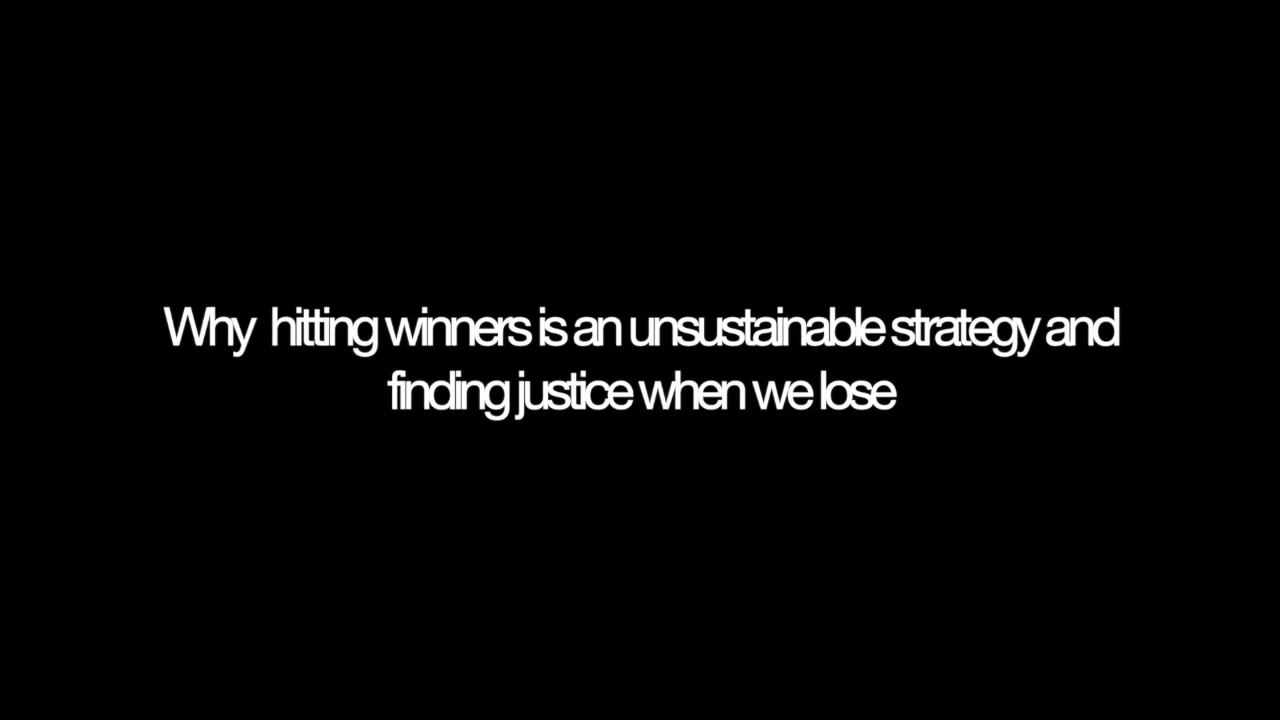 Why  hitting winners is an unsustainable strategy and
finding justice when we lose